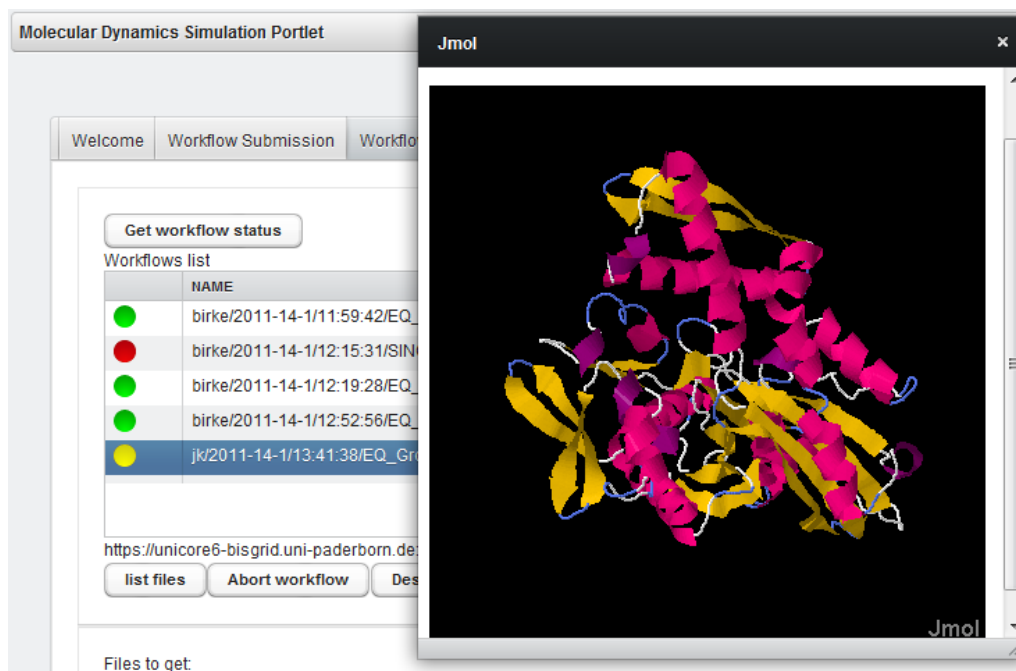 Molecular Dynamics Simulation Portlet
Jmol
Welcome
Workflow Submission
Get workflow status
Workflows list
NAME
birke/2011-14-1/11:59:42/EQ_
birke/2011-14-1/12:15:31/
birke/2011-14-1/12:19:28/EQ_
birke/2011-14-1/12:52:56/EQ_
jk/2011-14-1/13:41:38/EQ_
https://unicore6-bisgrid.uni-paderborn.de:
list files
Abort workflow
Files to get:
Jmol